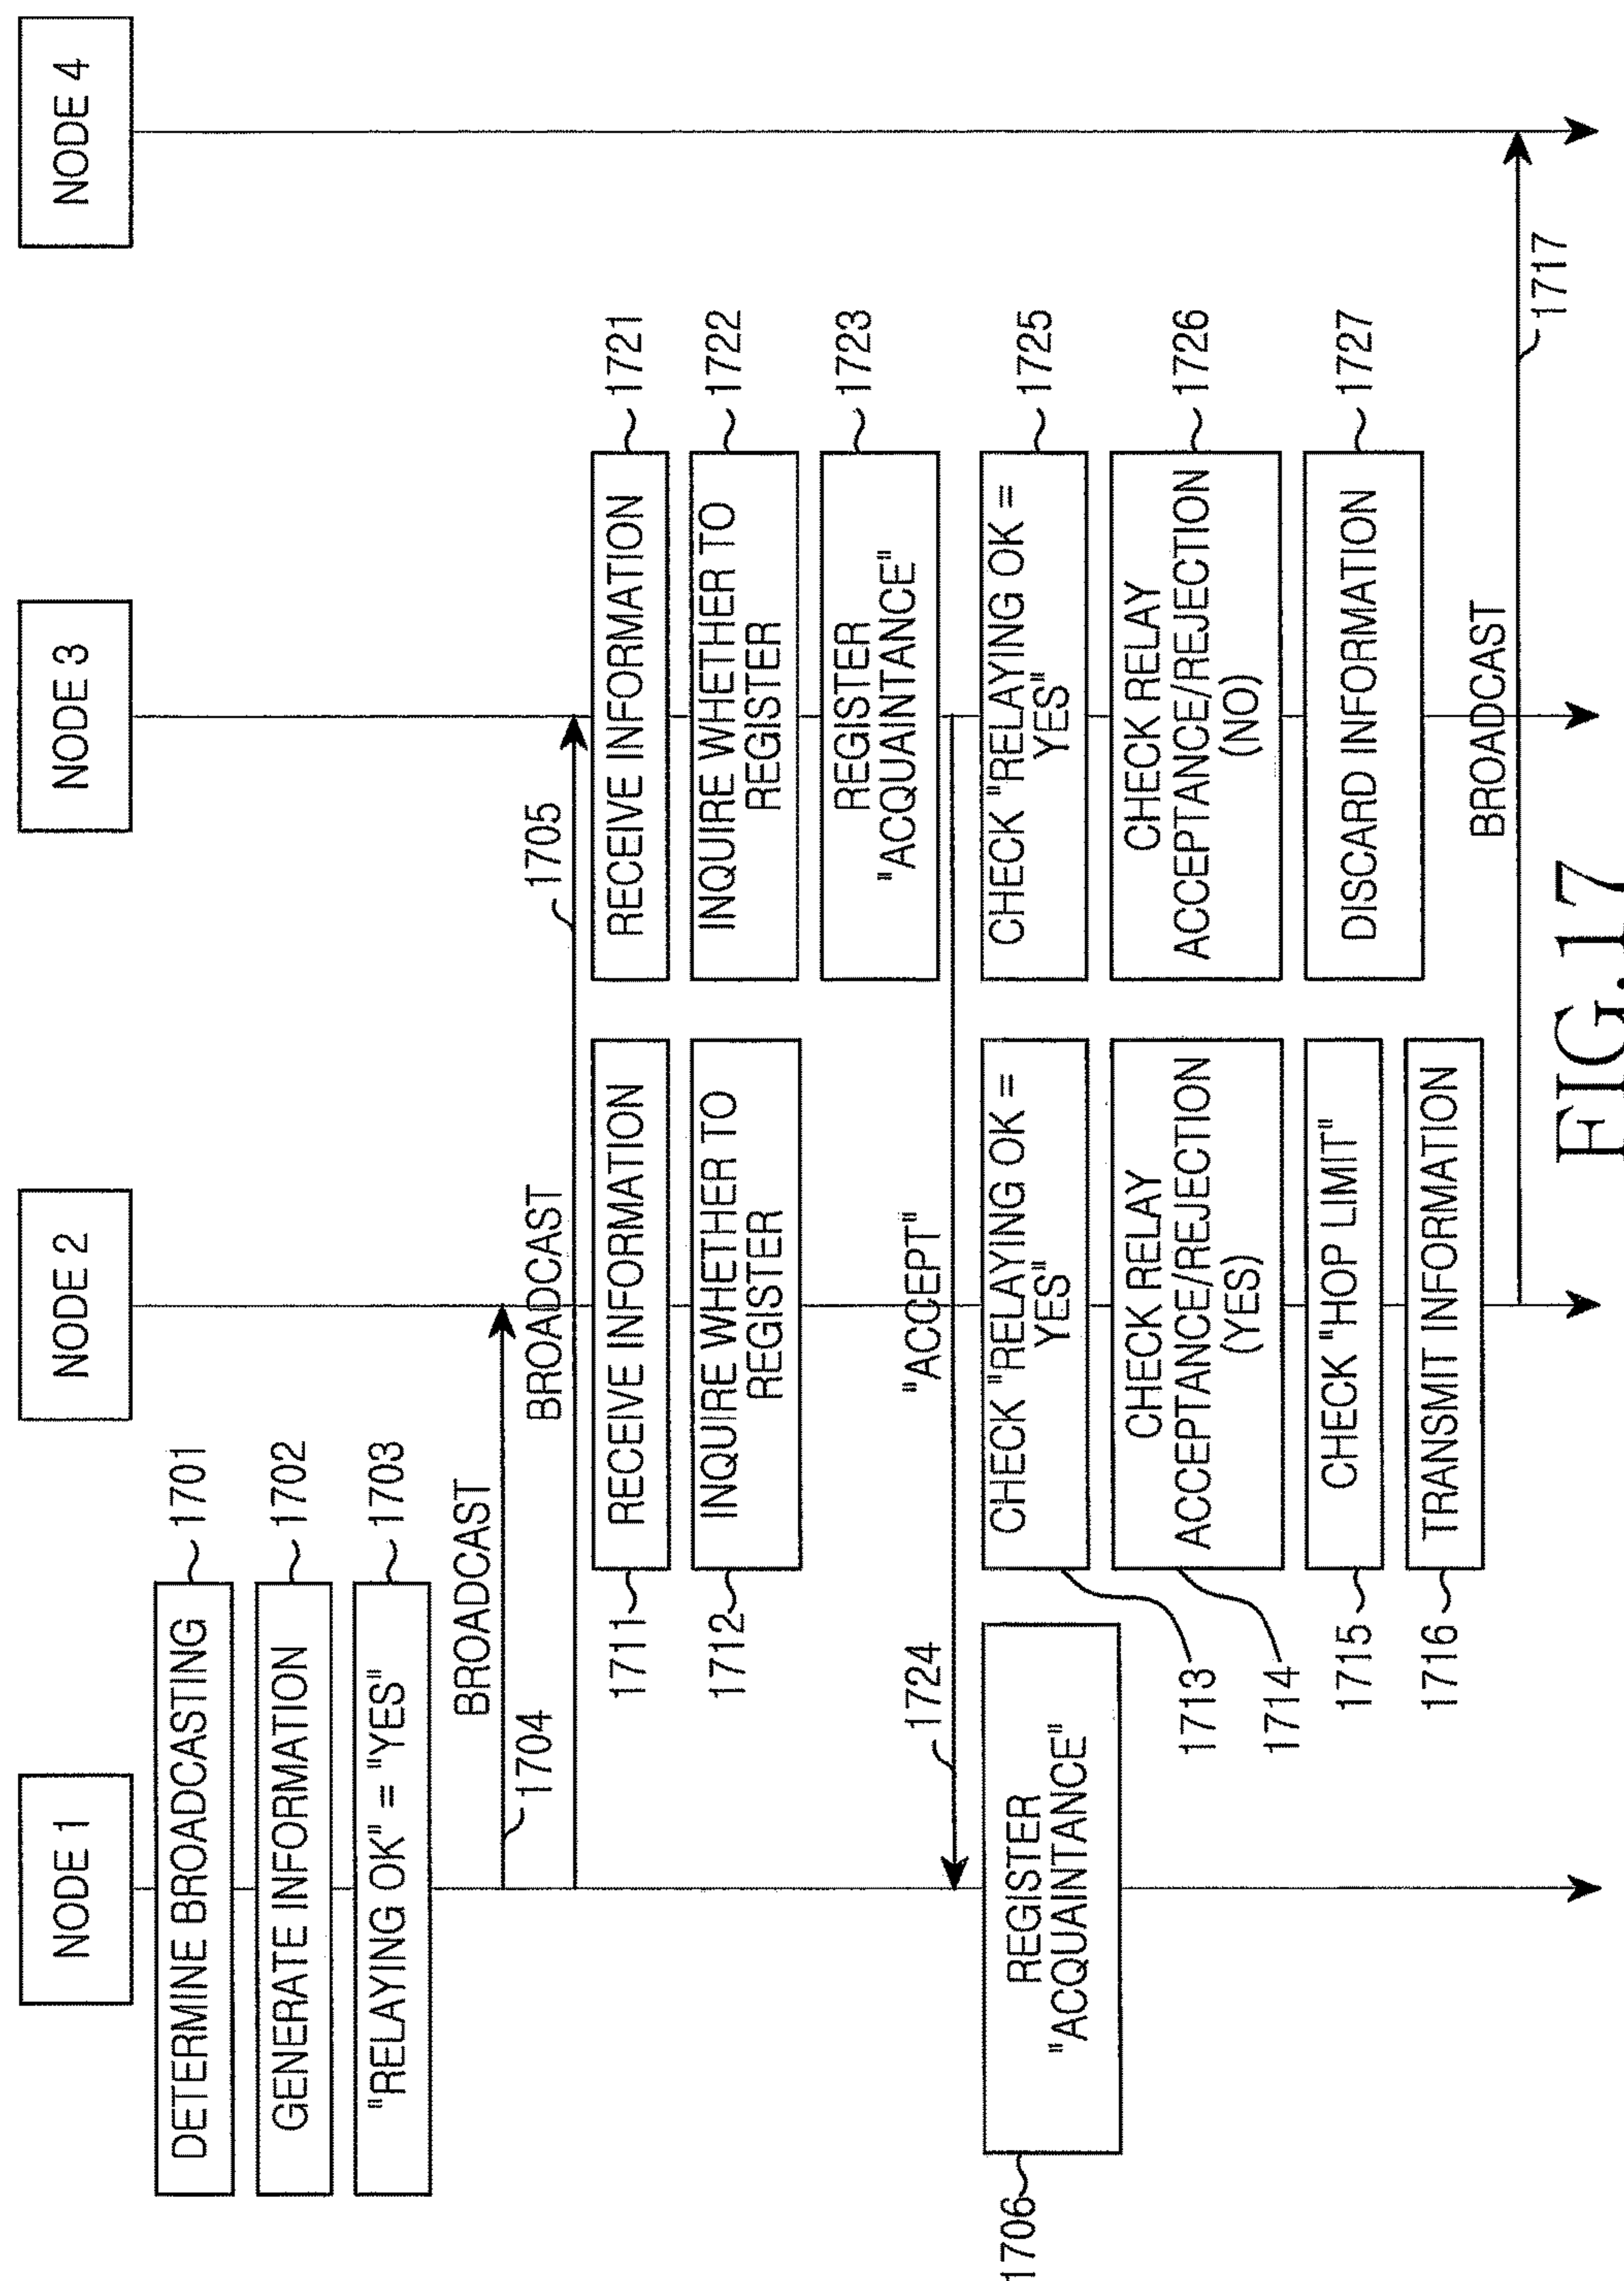 NODE 1
NODE 2
NODE 3
NODE 4
DETERMINE BROADCASTING
1701
GENERATE INFORMATION
1702
"RELAYING OK" = "YES"
1703
BROADCAST
1704
BROADCAST
1705
1711
RECEIVE INFORMATION
RECEIVE INFORMATION
1721
1712
INQUIRE WHETHER TO
REGISTER
INQUIRE WHETHER TO
REGISTER
1722
REGISTER
"ACQUAINTANCE"
1723
1724
"ACCEPT"
1706
REGISTER
"ACQUAINTANCE"
1713
CHECK "RELAYING OK =
YES"
CHECK "RELAYING OK =
YES"
1725
1714
CHECK RELAY
ACCEPTANCE/REJECTION
(YES)
CHECK RELAY
ACCEPTANCE/REJECTION
(NO)
1726
1715
CHECK "HOP LIMIT"
DISCARD INFORMATION
1727
1716
TRANSMIT INFORMATION
BROADCAST
1717
FIG.17